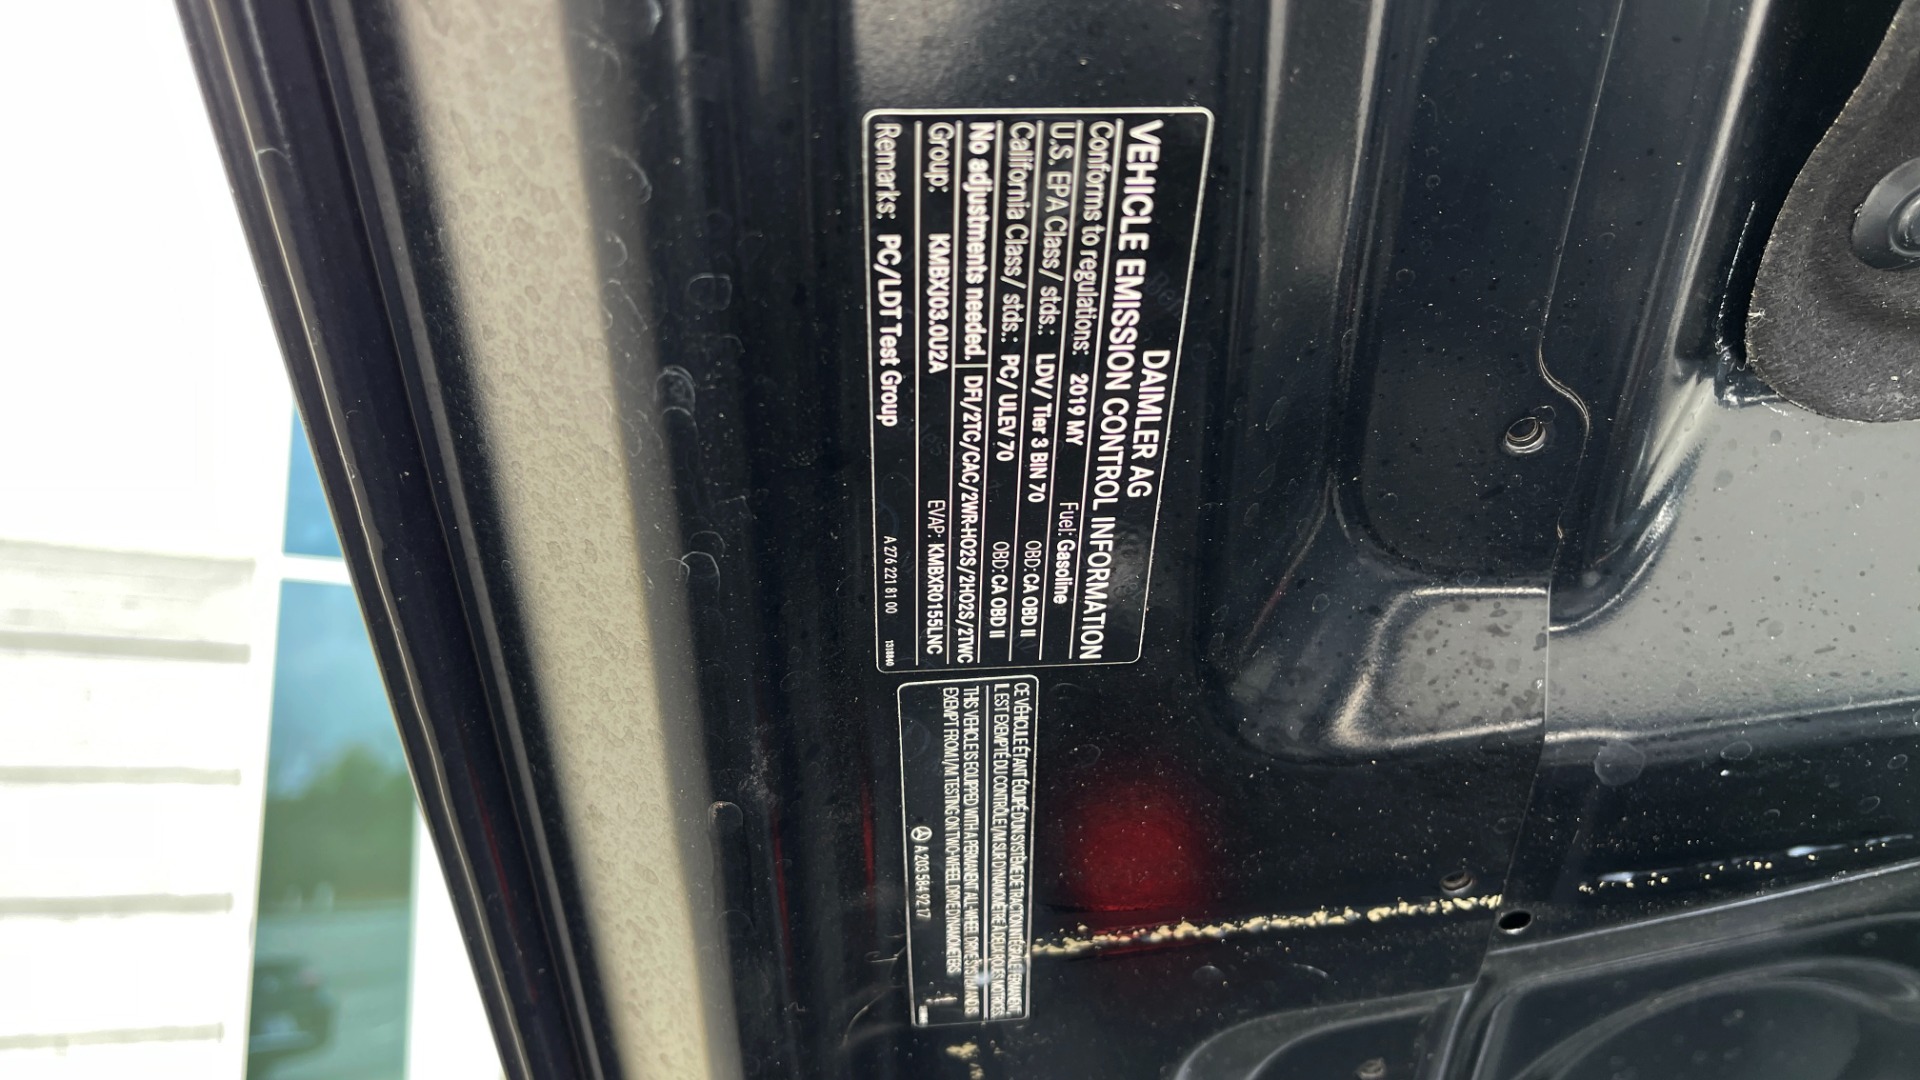 DAIMLER AG
VEHICLE EMISSION CONTROL INFORMATION
Conforms to regulations: 2019 MY Fuel: Gasoline
U.S. EPA Class/ stds.: LDV/ Tier 3 BIN 70 OBD: CA OBD II
California Class/ stds.: PC/ ULEV 70 OBD: CA OBD II
No adjustments needed. DFI/2TC/CAC/2WR-HO2S/2HO2S/2TWC
Group: KMBXJ03.0U2A EVAP: KMBXR0155LNC
Remarks: PC/LDT Test Group A 276 221 81 00
CE VÉHICULE ÉTANT ÉQUIPÉ D'UN SYSTÈME DE TRACTION INTÉGRALE PERMANENT,
IL EST EXEMPTÉ DU CONTRÔLE I/M SUR DYNAMOMÈTRE À DEUX ROUES MOTRICES
THIS VEHICLE IS EQUIPPED WITH A PERMANENT ALL-WHEEL DRIVE SYSTEM AND IS
EXEMPT FROM I/M TESTING ON TWO-WHEEL DRIVE DYNAMOMETERS
A 203 584 92 17